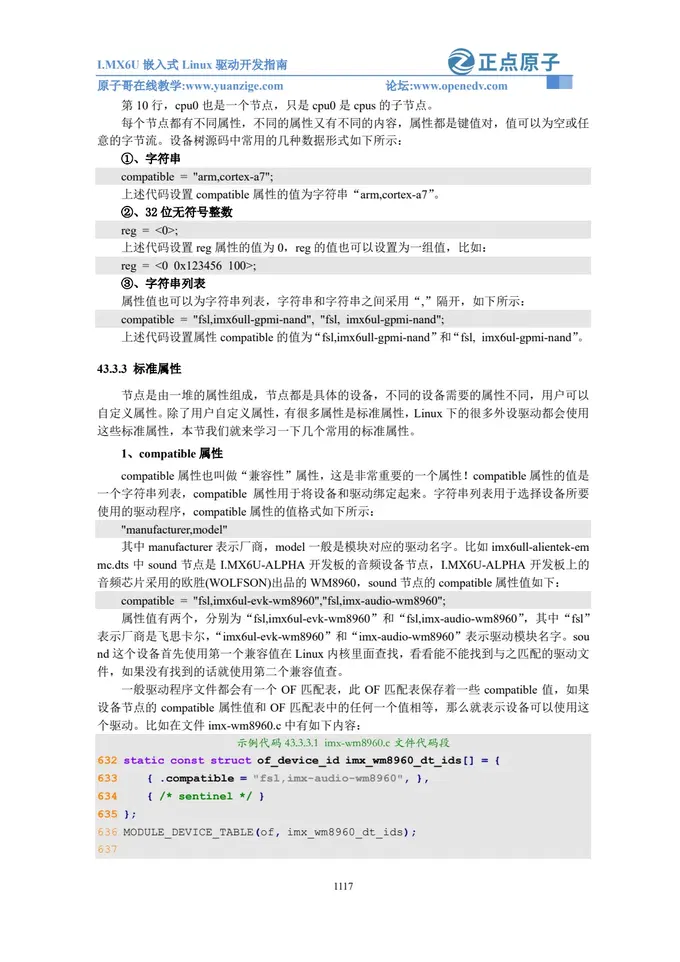 I.MX6U 嵌入式 Linux 驱动开发指南
正点原子
原子哥在线教学:www.yuanzige.com 论坛:www.openedv.com
第 10 行，cpu0 也是一个节点，只是 cpu0 是 cpus 的子节点。
每个节点都有不同属性，不同的属性又有不同的内容，属性都是键值对，值可以为空或任
意的字节流。设备树源码中常用的几种数据形式如下所示：
①、字符串
compatible = "arm,cortex-a7";
上述代码设置 compatible 属性的值为字符串“arm,cortex-a7”。
②、32 位无符号整数
reg = <0>;
上述代码设置 reg 属性的值为 0，reg 的值也可以设置为一组值，比如：
reg = <0 0x123456 100>;
③、字符串列表
属性值也可以为字符串列表，字符串和字符串之间采用“,”隔开，如下所示：
compatible = "fsl,imx6ull-gpmi-nand", "fsl, imx6ul-gpmi-nand";
上述代码设置属性 compatible 的值为“fsl,imx6ull-gpmi-nand”和“fsl, imx6ul-gpmi-nand”。
43.3.3 标准属性
节点是由一堆的属性组成，节点都是具体的设备，不同的设备需要的属性不同，用户可以
自定义属性。除了用户自定义属性，有很多属性是标准属性，Linux 下的很多外设驱动都会使用
这些标准属性，本节我们就来学习一下几个常用的标准属性。
1、compatible 属性
compatible 属性也叫做“兼容性”属性，这是非常重要的一个属性！compatible 属性的值是
一个字符串列表，compatible 属性用于将设备和驱动绑定起来。字符串列表用于选择设备所要
使用的驱动程序，compatible 属性的值格式如下所示：
"manufacturer,model"
其中 manufacturer 表示厂商，model 一般是模块对应的驱动名字。比如 imx6ull-alientek-em
mc.dts 中 sound 节点是 I.MX6U-ALPHA 开发板的音频设备节点，I.MX6U-ALPHA 开发板上的
音频芯片采用的欧胜(WOLFSON)出品的 WM8960，sound 节点的 compatible 属性值如下：
compatible = "fsl,imx6ul-evk-wm8960","fsl,imx-audio-wm8960";
属性值有两个，分别为“fsl,imx6ul-evk-wm8960”和“fsl,imx-audio-wm8960”，其中“fsl”
表示厂商是飞思卡尔，“imx6ul-evk-wm8960”和“imx-audio-wm8960”表示驱动模块名字。sou
nd 这个设备首先使用第一个兼容值在 Linux 内核里面查找，看看能不能找到与之匹配的驱动文
件，如果没有找到的话就使用第二个兼容值查。
一般驱动程序文件都会有一个 OF 匹配表，此 OF 匹配表保存着一些 compatible 值，如果
设备节点的 compatible 属性值和 OF 匹配表中的任何一个值相等，那么就表示设备可以使用这
个驱动。比如在文件 imx-wm8960.c 中有如下内容：
示例代码 43.3.3.1 imx-wm8960.c 文件代码段
632 static const struct of_device_id imx_wm8960_dt_ids[] = {
633 { .compatible = "fsl,imx-audio-wm8960", },
634 { /* sentinel */ }
635 };
636 MODULE_DEVICE_TABLE(of, imx_wm8960_dt_ids);
637
1117